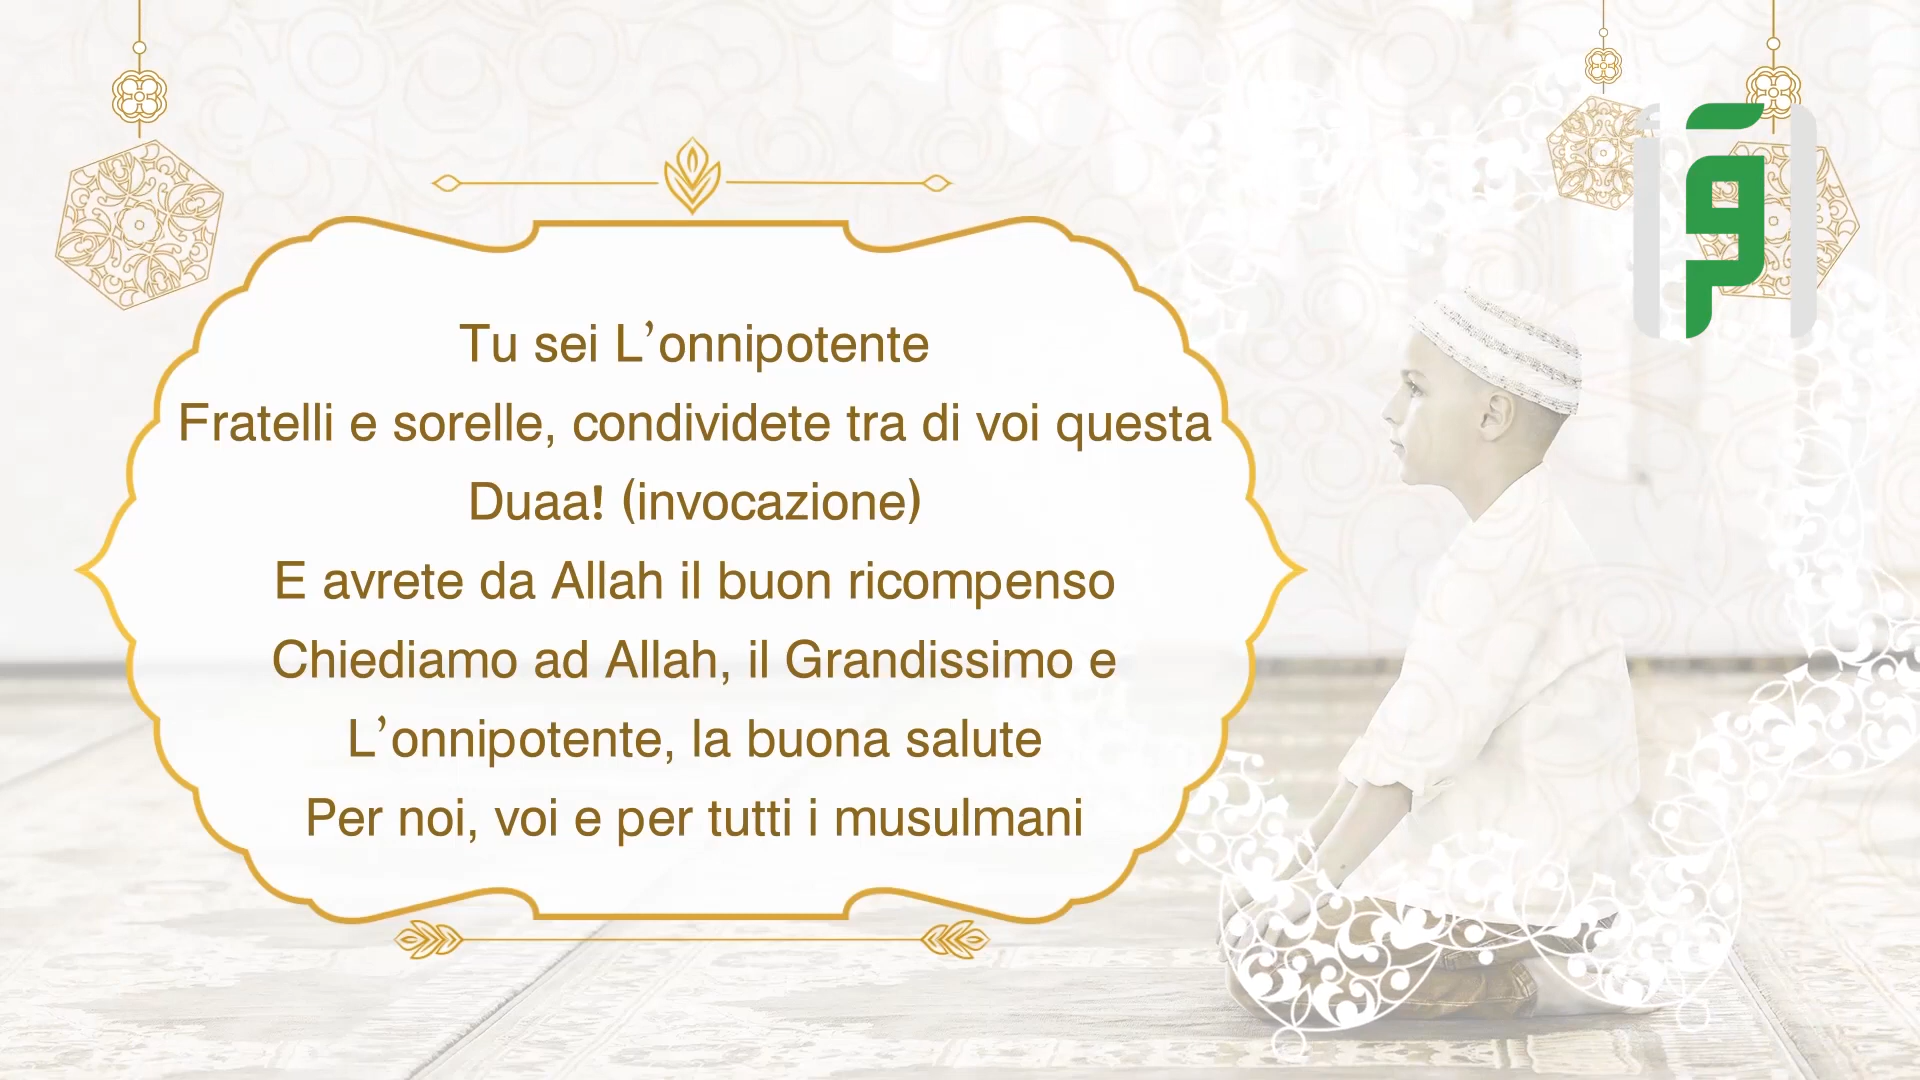 Tu sei L’onnipotente
Fratelli e sorelle, condividete tra di voi questa
Duaa! (invocazione)
E avrete da Allah il buon ricompenso
Chiediamo ad Allah, il Grandissimo e
L’onnipotente, la buona salute
Per noi, voi e per tutti i musulmani